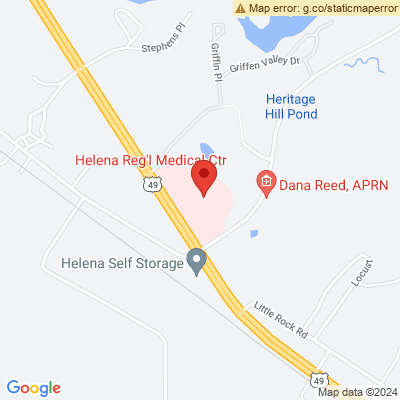 Map error: g.co/staticmaperror
Stephens Pl
Griffin Pl
Griffen Valley Dr
Heritage
Hill Pond
Helena Reg'l Medical Ctr
49
Dana Reed, APRN
Helena Self Storage
Locust
Little Rock Rd
49
Google
Map data ©2024